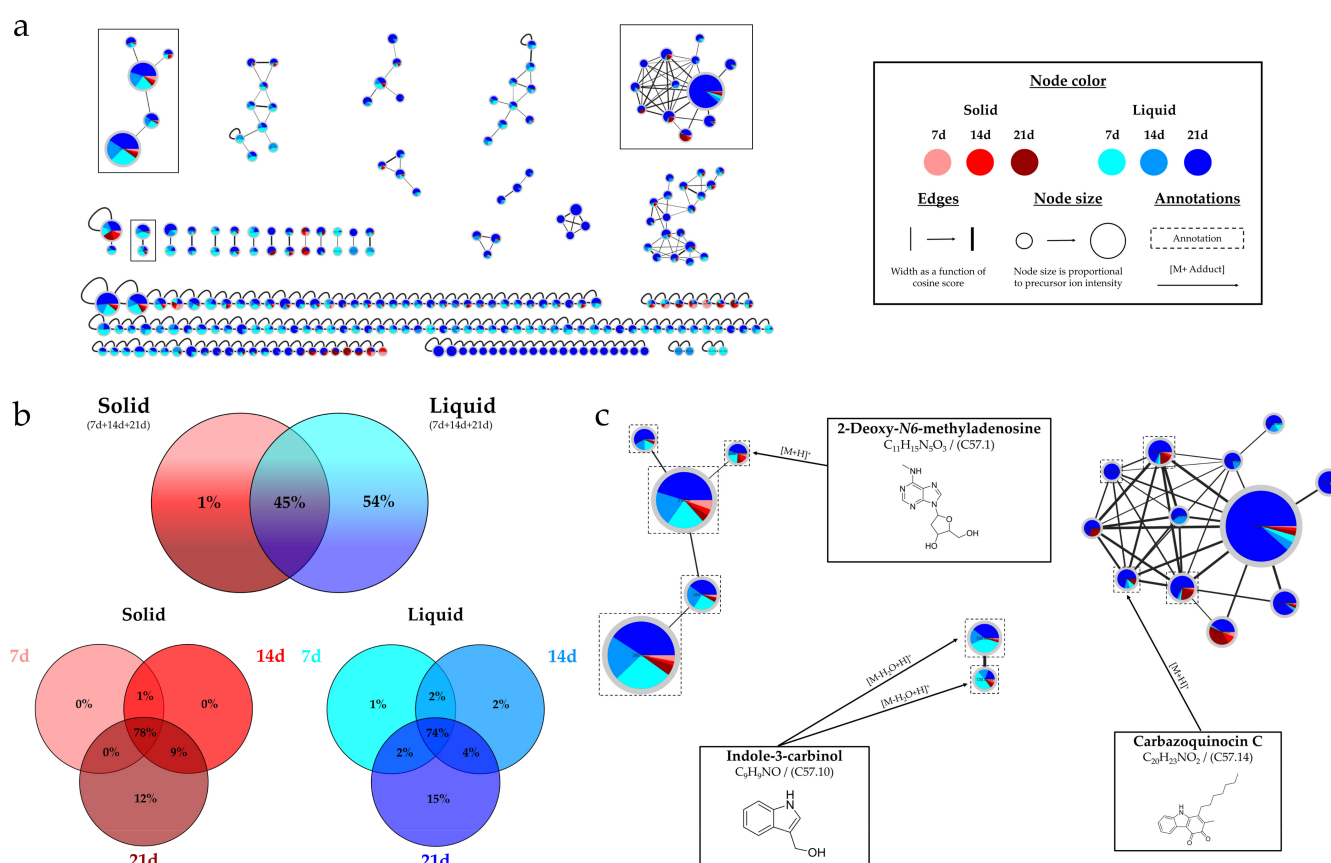 a
Node color
Solid
Liquid
7d
14d
21d
7d
14d
21d
Edges
Node size
Annotations
Annotation
Width as a function of
cosine score
Node size is proportional
to precursor ion intensity
[M+ Adduct]
b
Solid
(7d+14d+21d)
Liquid
(7d+14d+21d)
1%
45%
54%
Solid
7d
14d
0%
1%
0%
78%
0%
9%
12%
21d
Liquid
7d
14d
1%
2%
2%
74%
2%
4%
15%
21d
c
2-Deoxy-N6-methyladenosine
C₁₁H₁₅N₅O₃ / (C57.1)
NH
N
N
N
N
O
OH
HO
[M+H]⁺
[M-H₂O+H]⁺
[M-H₂O+H]⁺
Indole-3-carbinol
C₉H₉NO / (C57.10)
H
N
OH
[M+H]⁺
Carbazoquinocin C
C₂₀H₂₃NO₂ / (C57.14)
H
N
O
O